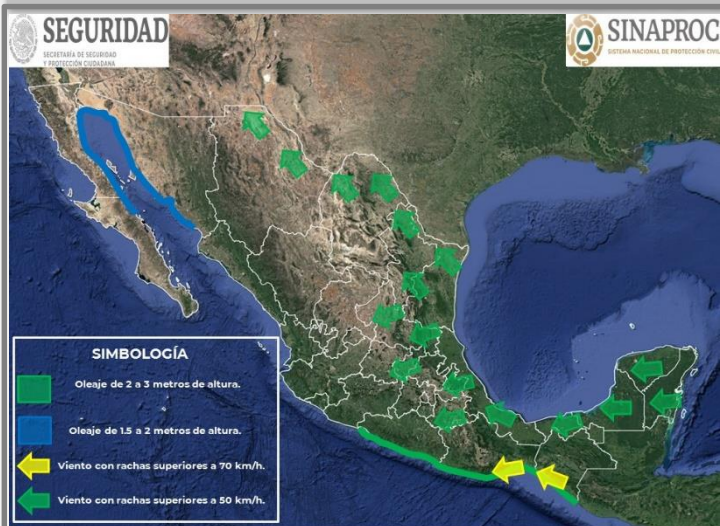 SEGURIDAD
SECRETARÍA DE SEGURIDAD
Y PROTECCIÓN CIUDADANA
SINAPROC
SISTEMA NACIONAL DE PROTECCIÓN CIVIL
SIMBOLOGÍA
Oleaje de 2 a 3 metros de altura.
Oleaje de 1.5 a 2 metros de altura.
Viento con rachas superiores a 70 km/h.
Viento con rachas superiores a 50 km/h.